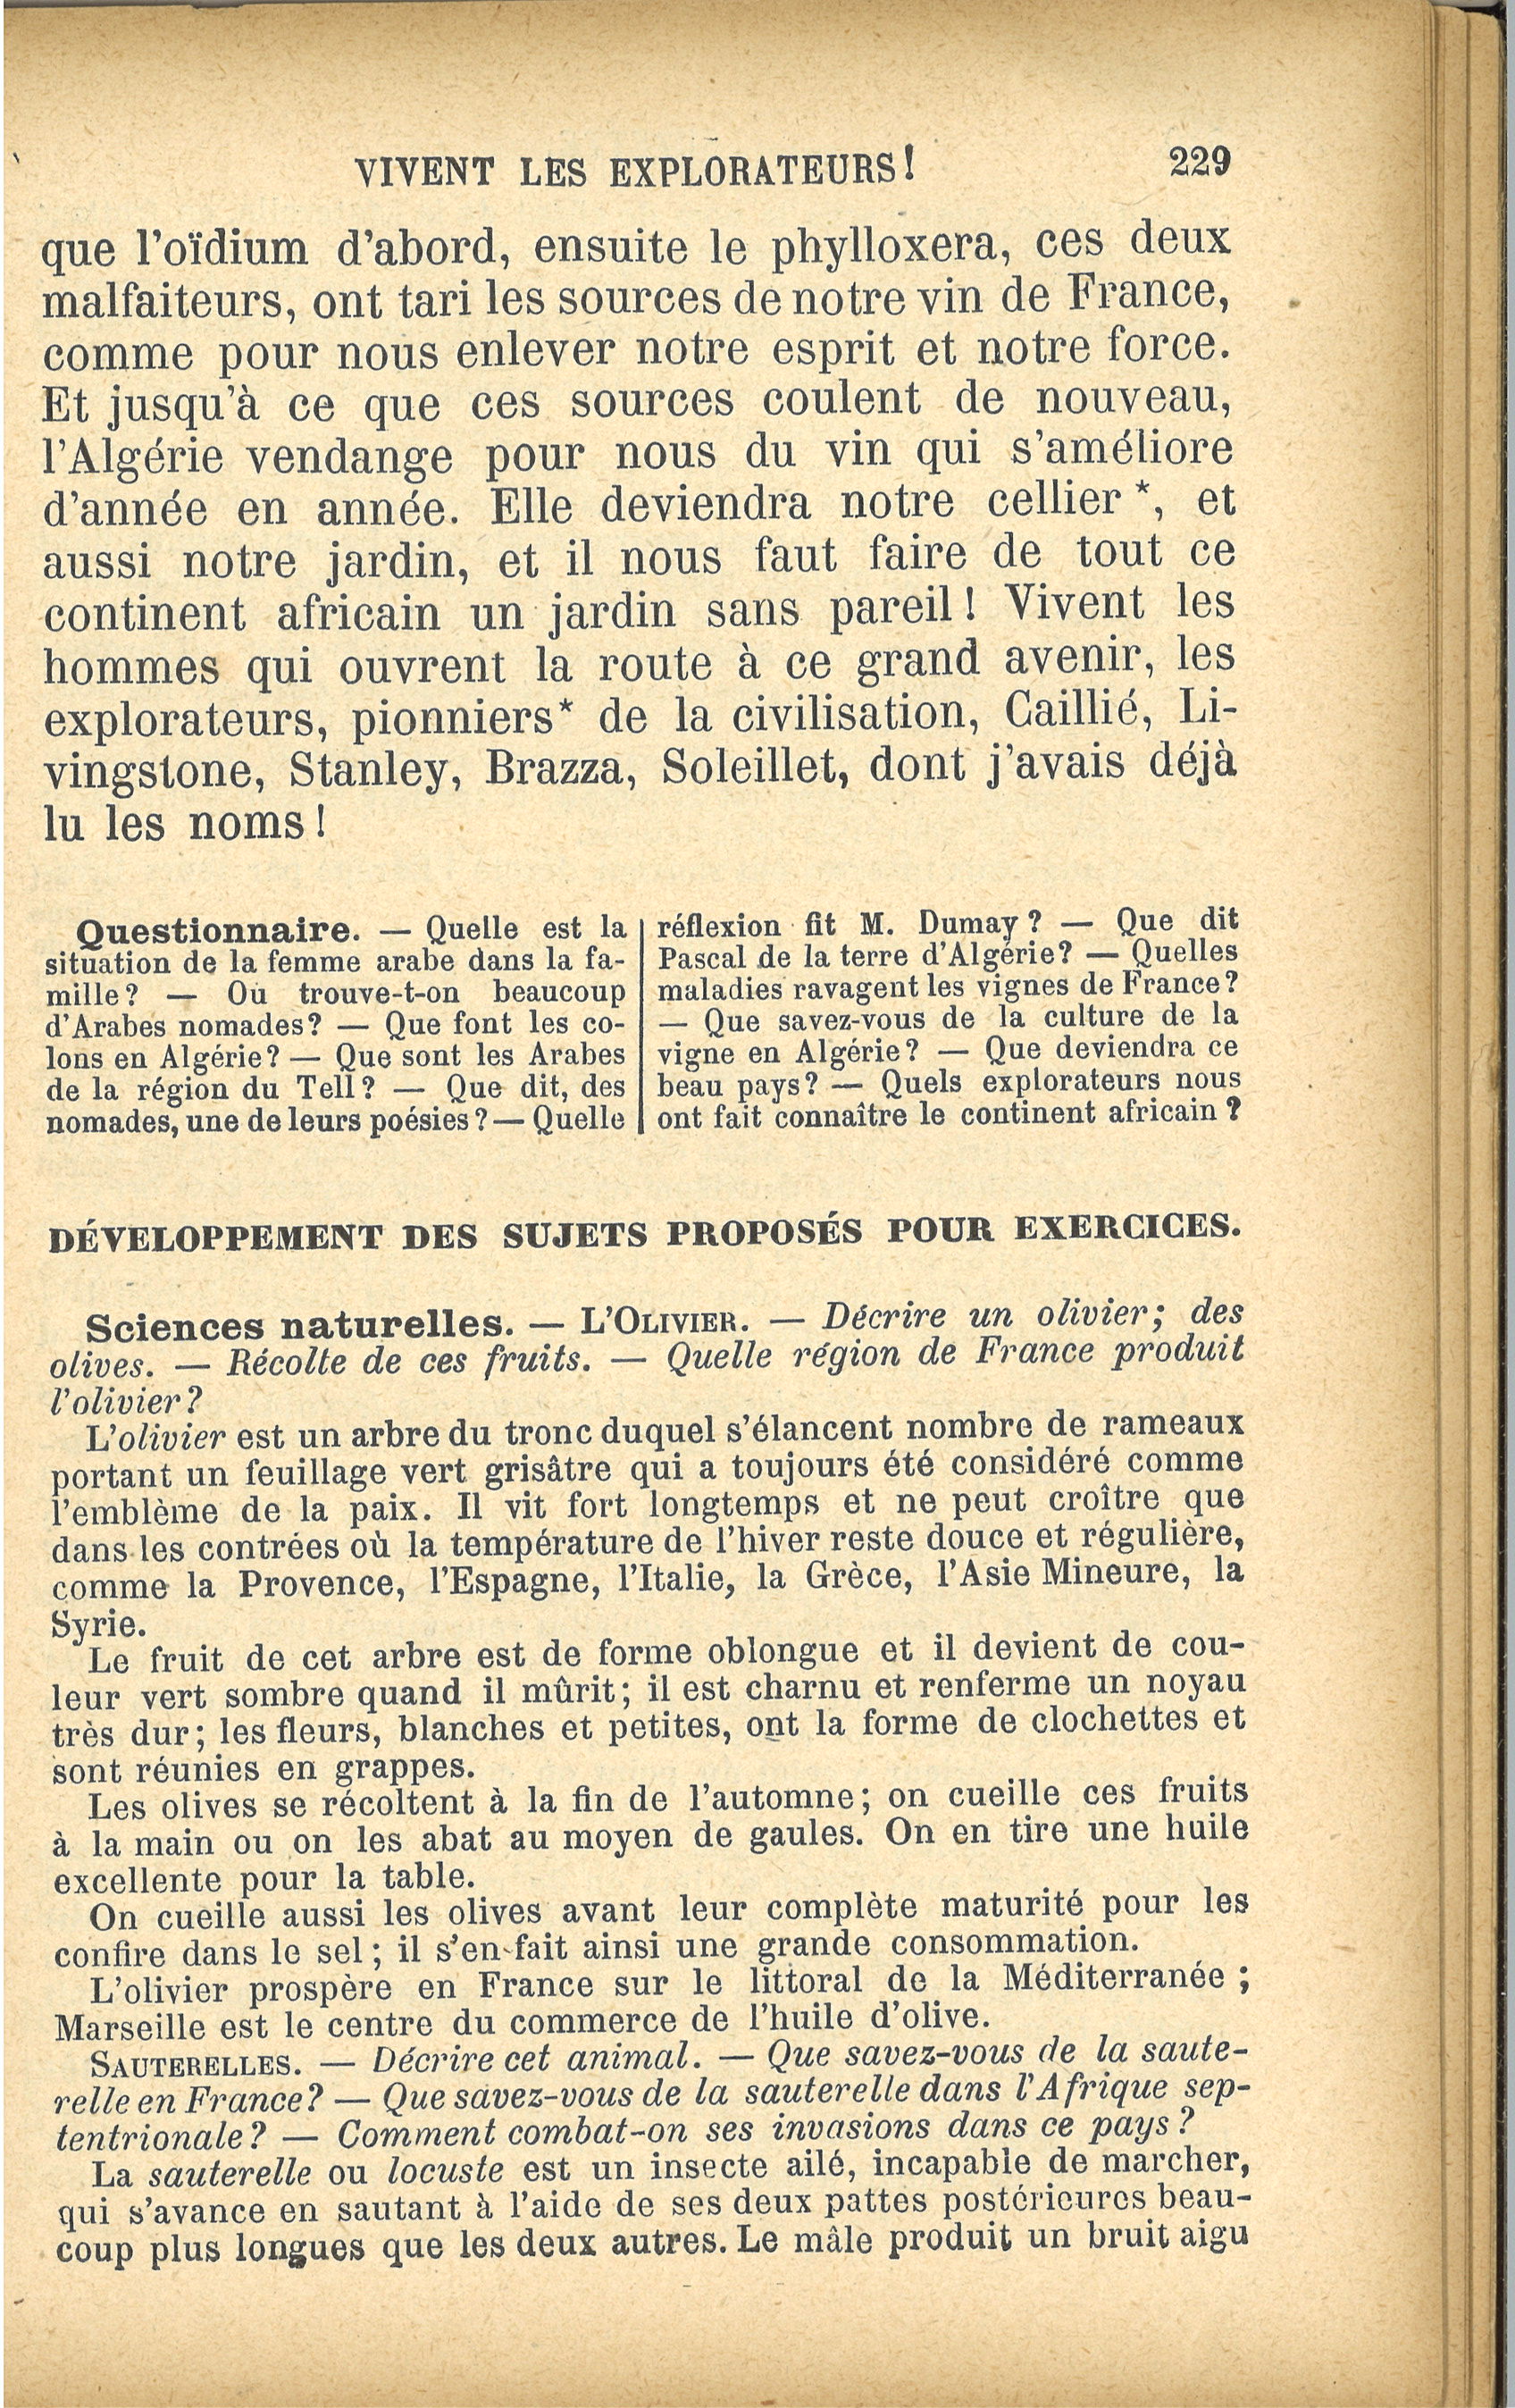 VIVENT LES EXPLORATEURS! 229
que l'oïdium d'abord, ensuite le phylloxera, ces deux
malfaiteurs, ont tari les sources de notre vin de France,
comme pour nous enlever notre esprit et notre force.
Et jusqu'à ce que ces sources coulent de nouveau,
l'Algérie vendange pour nous du vin qui s'améliore
d'année en année. Elle deviendra notre cellier*, et
aussi notre jardin, et il nous faut faire de tout ce
continent africain un jardin sans pareil! Vivent les
hommes qui ouvrent la route à ce grand avenir, les
explorateurs, pionniers* de la civilisation, Caillié, Li-
vingstone, Stanley, Brazza, Soleillet, dont j'avais déjà
lu les noms!
Questionnaire. — Quelle est la
situation de la femme arabe dans la fa-
mille? — Où trouve-t-on beaucoup
d'Arabes nomades? — Que font les co-
lons en Algérie? — Que sont les Arabes
de la région du Tell? — Que dit, des
nomades, une de leurs poésies? — Quelle
réflexion fit M. Dumay? — Que dit
Pascal de la terre d'Algérie? — Quelles
maladies ravagent les vignes de France?
— Que savez-vous de la culture de la
vigne en Algérie? — Que deviendra ce
beau pays? — Quels explorateurs nous
ont fait connaître le continent africain?
DÉVELOPPEMENT DES SUJETS PROPOSÉS POUR EXERCICES.
Sciences naturelles. — L'OLIVIER. — Décrire un olivier; des
olives. — Récolte de ces fruits. — Quelle région de France produit
l'olivier?
L'olivier est un arbre du tronc duquel s'élancent nombre de rameaux
portant un feuillage vert grisâtre qui a toujours été considéré comme
l'emblème de la paix. Il vit fort longtemps et ne peut croître que
dans les contrées où la température de l'hiver reste douce et régulière,
comme la Provence, l'Espagne, l'Italie, la Grèce, l'Asie Mineure, la
Syrie.
Le fruit de cet arbre est de forme oblongue et il devient de cou-
leur vert sombre quand il mûrit; il est charnu et renferme un noyau
très dur; les fleurs, blanches et petites, ont la forme de clochettes et
sont réunies en grappes.
Les olives se récoltent à la fin de l'automne; on cueille ces fruits
à la main ou on les abat au moyen de gaules. On en tire une huile
excellente pour la table.
On cueille aussi les olives avant leur complète maturité pour les
confire dans le sel; il s'en fait ainsi une grande consommation.
L'olivier prospère en France sur le littoral de la Méditerranée;
Marseille est le centre du commerce de l'huile d'olive.
SAUTERELLES. — Décrire cet animal. — Que savez-vous de la saute-
relle en France? — Que savez-vous de la sauterelle dans l'Afrique sep-
tentrionale? — Comment combat-on ses invasions dans ce pays?
La sauterelle ou locuste est un insecte ailé, incapable de marcher,
qui s'avance en sautant à l'aide de ses deux pattes postérieures beau-
coup plus longues que les deux autres. Le mâle produit un bruit aigu